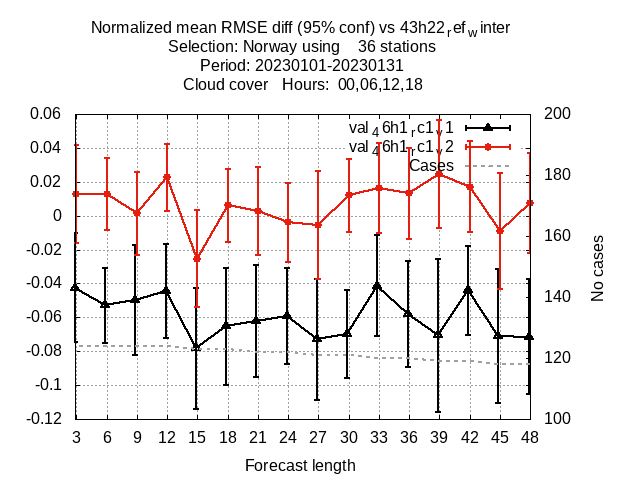 Normalized mean RMSE diff (95% conf) vs 43h22refwinter
Selection: Norway using    36 stations
Period: 20230101-20230131
Cloud cover   Hours:  00,06,12,18
0.06 200
val46h1rc1v1
val46h1rc1v2
Cases
0.04
0.02 180
0
-0.02 160
-0.04 140
-0.06
-0.08 120
-0.1
-0.12 100
No cases
3 6 9 12 15 18 21 24 27 30 33 36 39 42 45 48
Forecast length